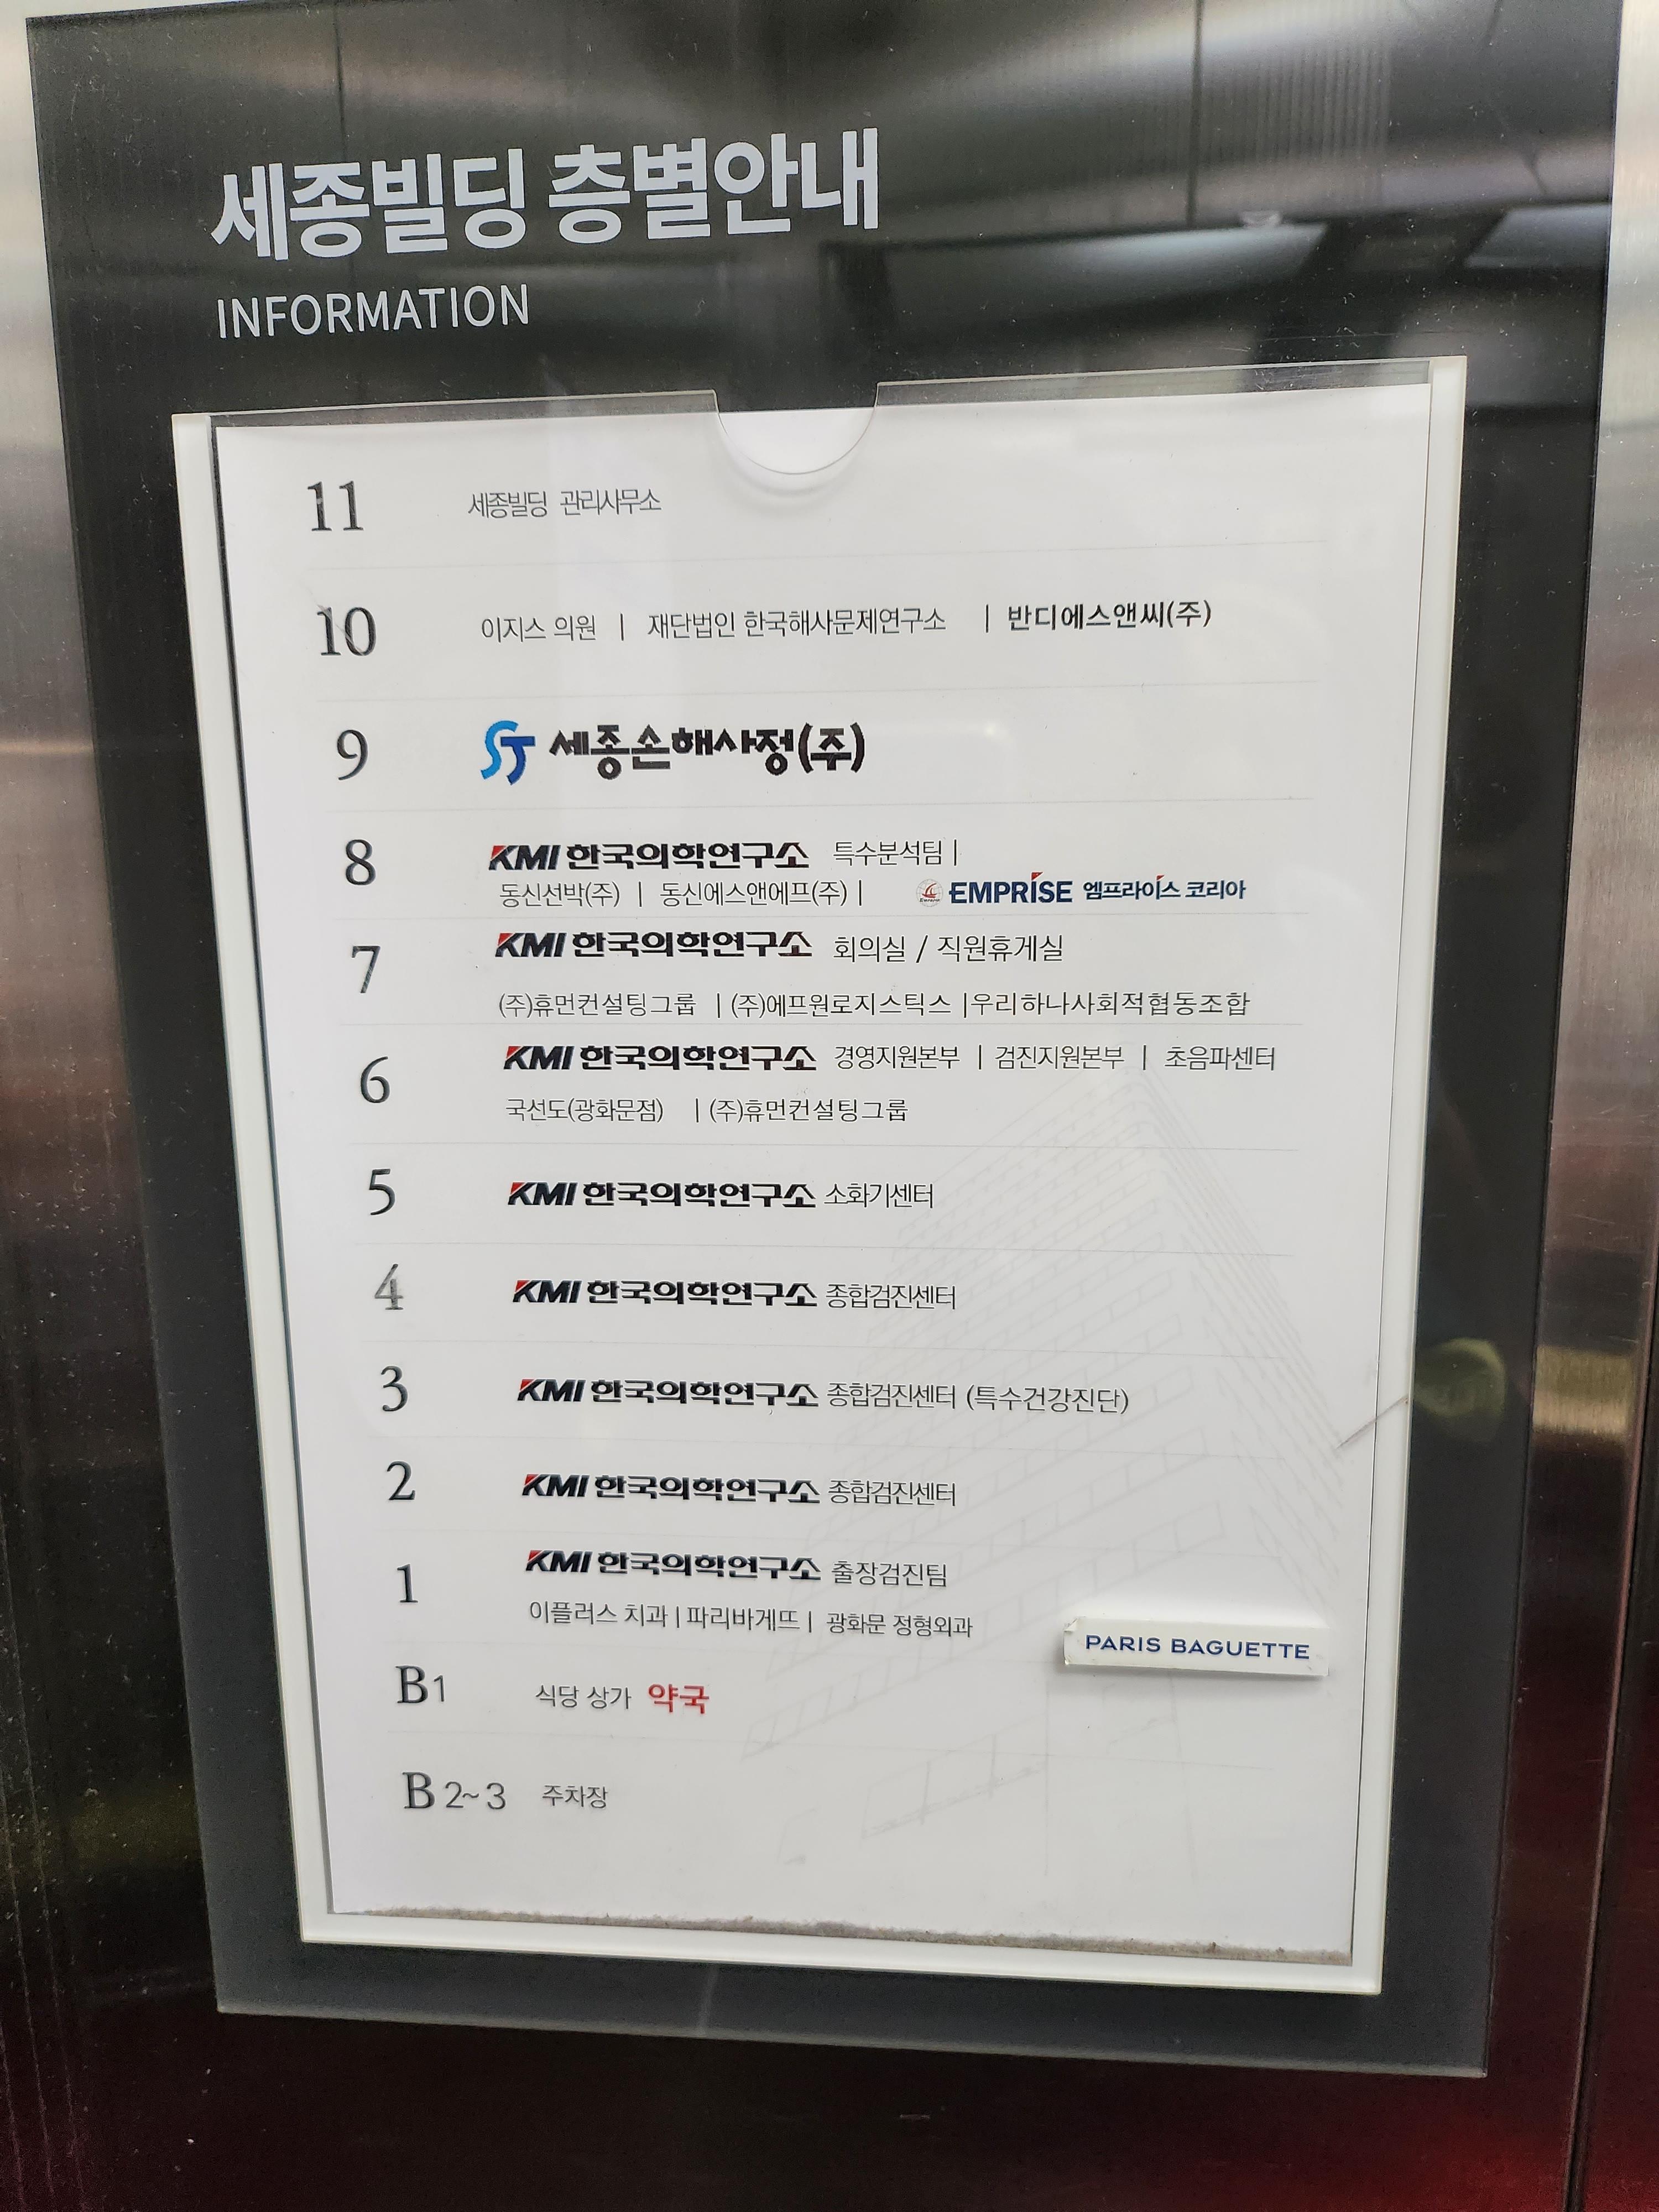 세종빌딩 층별안내
INFORMATION
11 세종빌딩 관리사무소
10 이지스 의원 | 재단법인 한국해사문제연구소 | 반디에스앤씨(주)
9 ST 세종손해사정(주)
8 KMI 한국의학연구소 특수분석팀 |
동신선박(주) | 동신에스앤에프(주) | EMPRISE 엠프라이스 코리아
7 KMI 한국의학연구소 회의실 / 직원휴게실
(주)휴먼컨설팅그룹 | (주)에프원로지스틱스 | 우리하나사회적협동조합
6 KMI 한국의학연구소 경영지원본부 | 검진지원본부 | 초음파센터
국선도(광화문점) | (주)휴먼컨설팅그룹
5 KMI 한국의학연구소 소화기센터
4 KMI 한국의학연구소 종합검진센터
3 KMI 한국의학연구소 종합검진센터 (특수건강진단)
2 KMI 한국의학연구소 종합검진센터
1 KMI 한국의학연구소 출장검진팀
이플러스 치과 | 파리바게뜨 | 광화문 정형외과
PARIS BAGUETTE
B1 식당 상가 약국
B 2~3 주차장